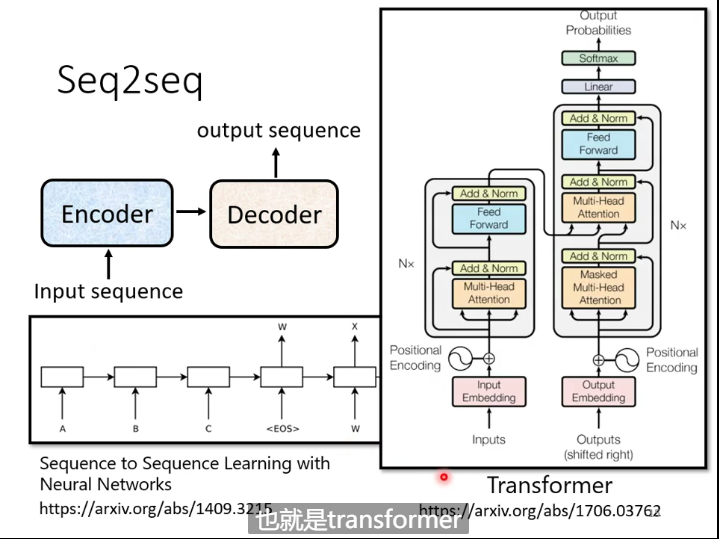 Seq2seq
output sequence
Encoder
Decoder
Input sequence
W
X
A
B
C
<EOS>
W
Sequence to Sequence Learning with
Neural Networks
https://arxiv.org/abs/1409.3215
Output
Probabilities
Softmax
Linear
Add & Norm
Feed
Forward
Add & Norm
Multi-Head
Attention
Add & Norm
Masked
Multi-Head
Attention
Nx
Add & Norm
Feed
Forward
Add & Norm
Multi-Head
Attention
Nx
Positional
Encoding
Positional
Encoding
Input
Embedding
Output
Embedding
Inputs
Outputs
(shifted right)
Transformer
https://arxiv.org/abs/1706.03762
也就是transformer